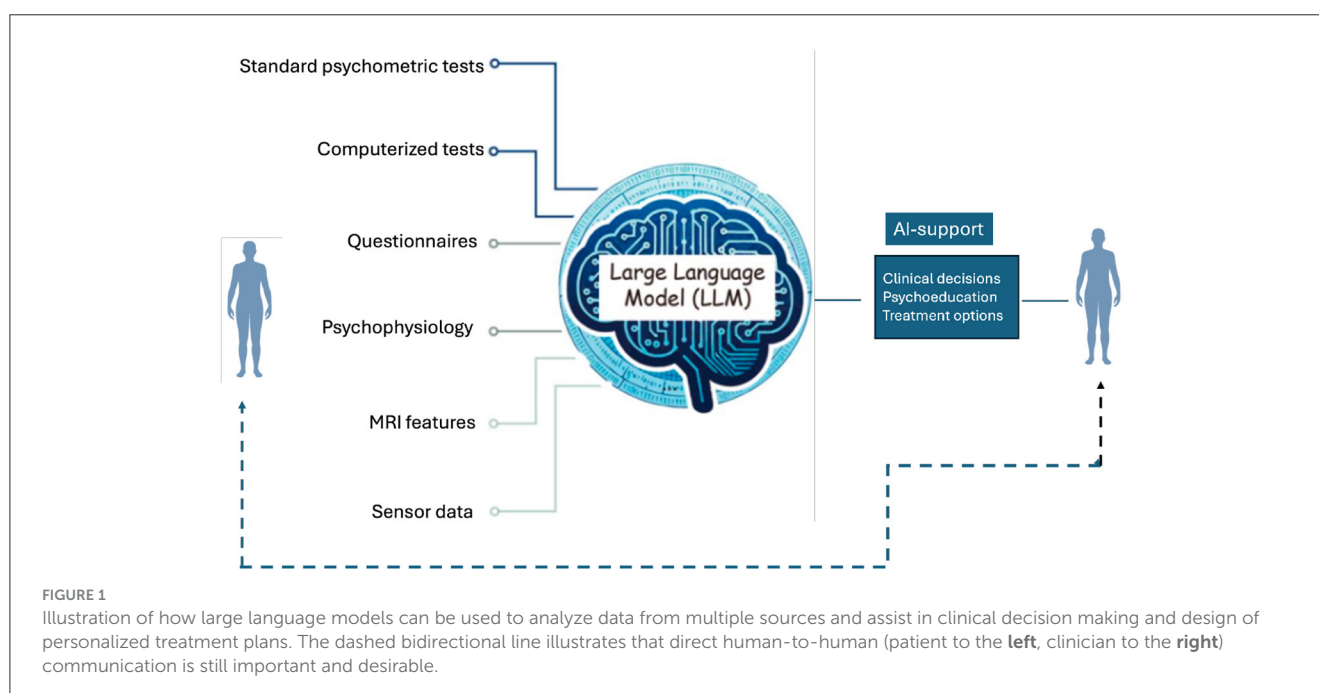 Standard psychometric tests
Computerized tests
Questionnaires
Psychophysiology
MRI features
Sensor data
Large Language
Model (LLM)
AI-support
Clinical decisions
Psychoeducation
Treatment options
FIGURE 1
Illustration of how large language models can be used to analyze data from multiple sources and assist in clinical decision making and design of
personalized treatment plans. The dashed bidirectional line illustrates that direct human-to-human (patient to the left, clinician to the right)
communication is still important and desirable.